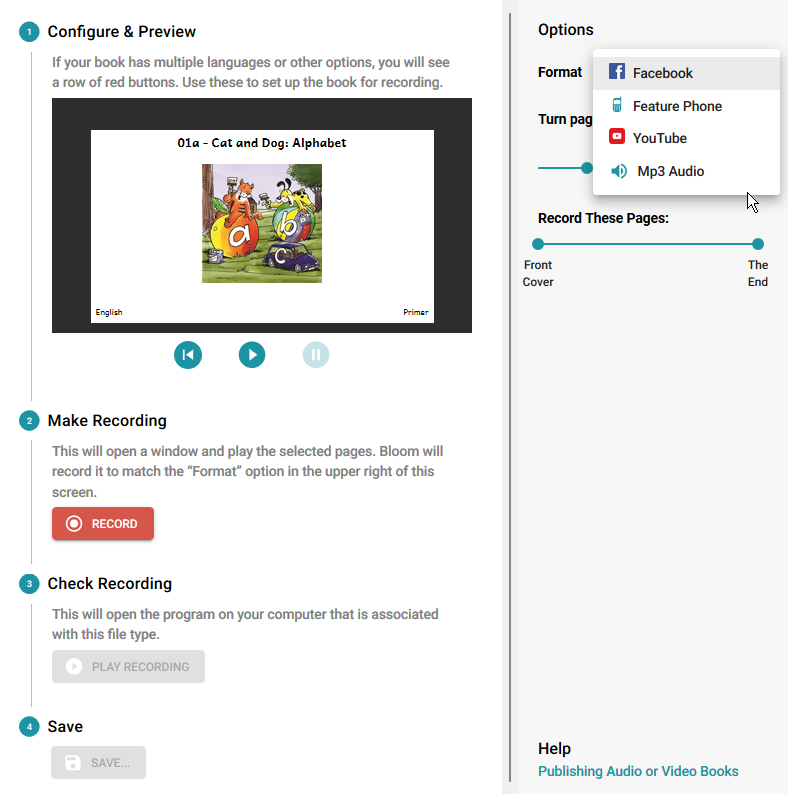 1 Configure & Preview
If your book has multiple languages or other options, you will see
a row of red buttons. Use these to set up the book for recording.
01a - Cat and Dog: Alphabet
a b
c
English Primer
2 Make Recording
This will open a window and play the selected pages. Bloom will
record it to match the “Format” option in the upper right of this
screen.
RECORD
3 Check Recording
This will open the program on your computer that is associated
with this file type.
PLAY RECORDING
4 Save
SAVE...
Options
Format
Facebook
Feature Phone
YouTube
Mp3 Audio
Turn pag
Record These Pages:
Front
Cover
The
End
Help
Publishing Audio or Video Books